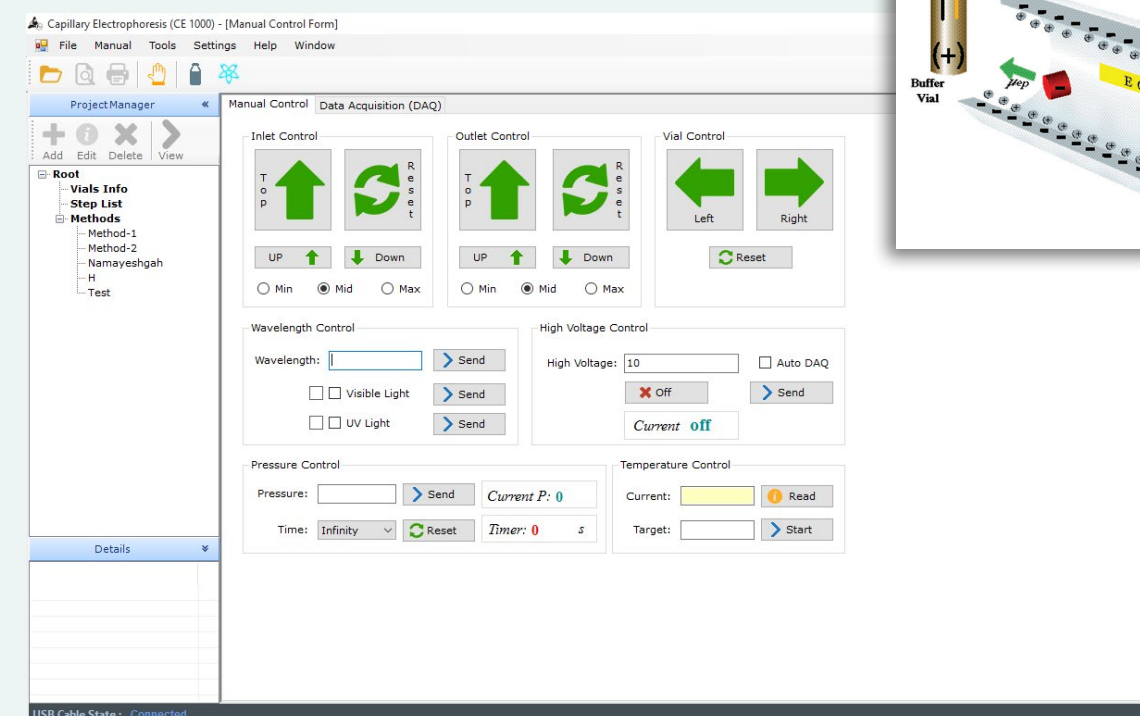 Capillary Electrophoresis (CE 1000) - [Manual Control Form]
File Manual Tools Settings Help Window
ProjectManager «
Add Edit Delete View
Root
Vials Info
Step List
Methods
Method-1
Method-2
Namayeshgah
H
Test
Details
Manual Control Data Acquisition (DAQ)
Inlet Control
Top
Reset
UP Down
Min Mid Max
Outlet Control
Top
Reset
UP Down
Min Mid Max
Vial Control
Left Right
Reset
Wavelength Control
Wavelength: Send
Visible Light Send
UV Light Send
High Voltage Control
High Voltage: 10 Auto DAQ
Off Send
Current off
Pressure Control
Pressure: Send Current P: 0
Time: Infinity Reset Timer: 0 s
Temperature Control
Current: Read
Target: Start
USB Cable State : Connected
(+)
Buffer
Vial
μep